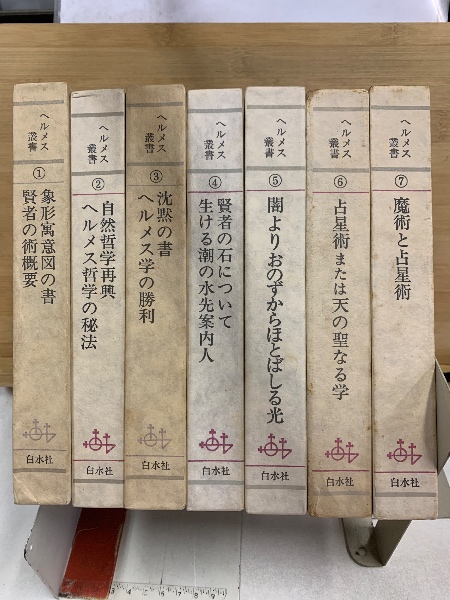 ヘルメス
叢書
①
象形寓意図の書
賢者の術概要
白水社
ヘルメス
叢書
②
自然哲学再興
ヘルメス哲学の秘法
白水社
ヘルメス
叢書
③
沈黙の書
ヘルメス学の勝利
白水社
ヘルメス
叢書
④
賢者の石について
生ける潮の水先案内人
白水社
ヘルメス
叢書
⑤
闇よりおのずからほとばしる光
白水社
ヘルメス
叢書
⑥
占星術または天の聖なる学
白水社
ヘルメス
叢書
⑦
魔術と占星術
白水社
3 4 5 6 7 8 9